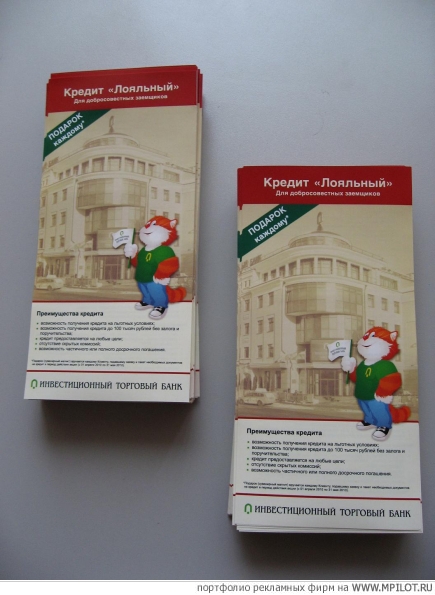 Кредит «Лояльный»
Для добросовестных заемщиков
ПОДАРОК
каждому*
Преимущества кредита
возможность получения кредита на льготных условиях;
возможность получения кредита до 100 тысяч рублей без залога и
поручительства;
кредит предоставляется на любые цели;
отсутствие скрытых комиссий;
возможность частичного или полного досрочного погашения.
ИНВЕСТИЦИОННЫЙ ТОРГОВЫЙ БАНК
Кредит «Лояльный»
Для добросовестных заемщиков
ПОДАРОК
каждому*
Преимущества кредита
возможность получения кредита на льготных условиях;
возможность получения кредита до 100 тысяч рублей без залога и
поручительства;
кредит предоставляется на любые цели;
отсутствие скрытых комиссий;
возможность частичного или полного досрочного погашения.
ИНВЕСТИЦИОННЫЙ ТОРГОВЫЙ БАНК
портфолио рекламных фирм на WWW.MPILOT.RU